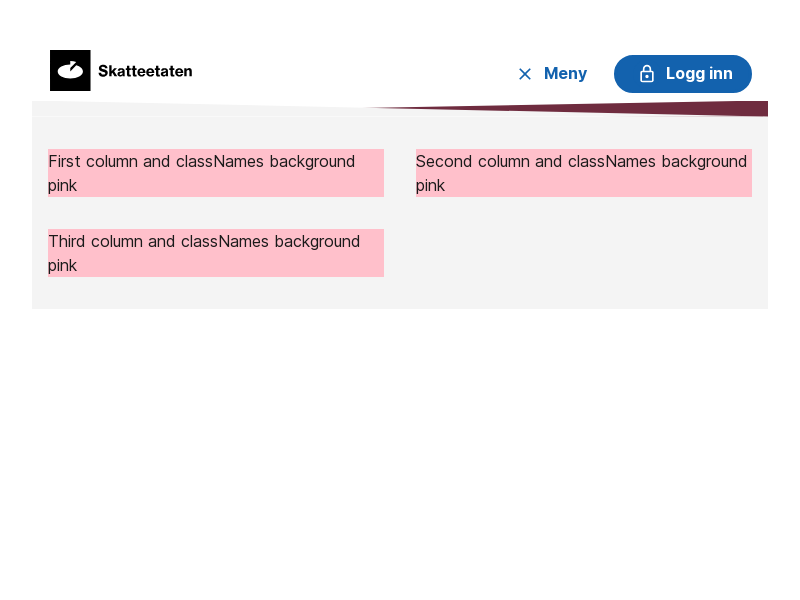 Skatteetaten
Meny
Logg inn
First column and classNames background
pink
Second column and classNames background
pink
Third column and classNames background
pink